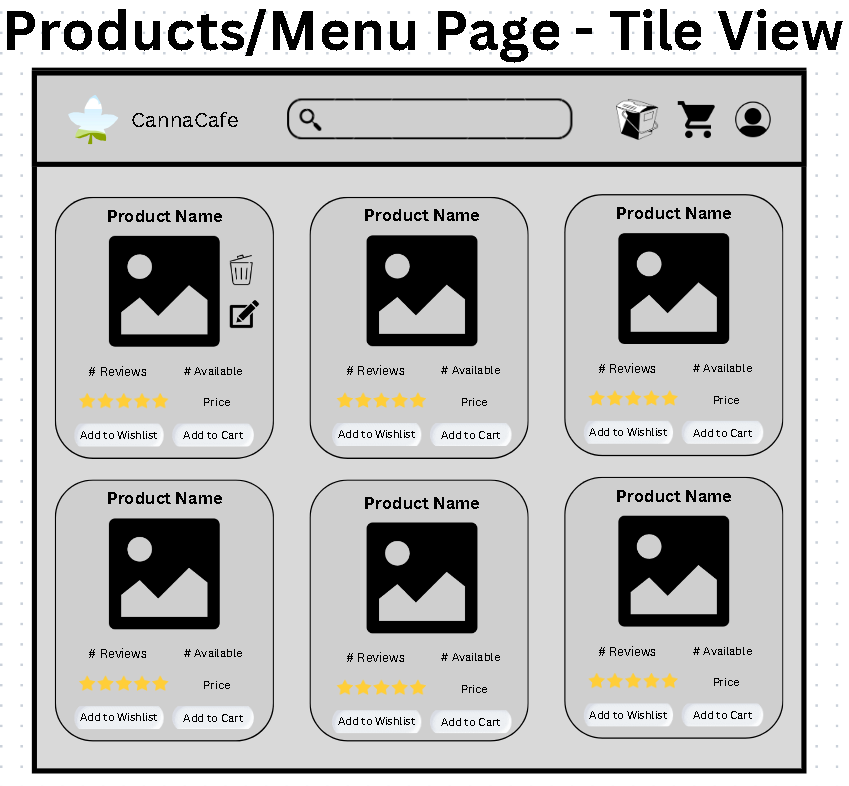 Products/Menu Page - Tile View
CannaCafe
Product Name
# Reviews # Available
Price
Add to Wishlist Add to Cart
Product Name
# Reviews # Available
Price
Add to Wishlist Add to Cart
Product Name
# Reviews # Available
Price
Add to Wishlist Add to Cart
Product Name
# Reviews # Available
Price
Add to Wishlist Add to Cart
Product Name
# Reviews # Available
Price
Add to Wishlist Add to Cart
Product Name
# Reviews # Available
Price
Add to Wishlist Add to Cart